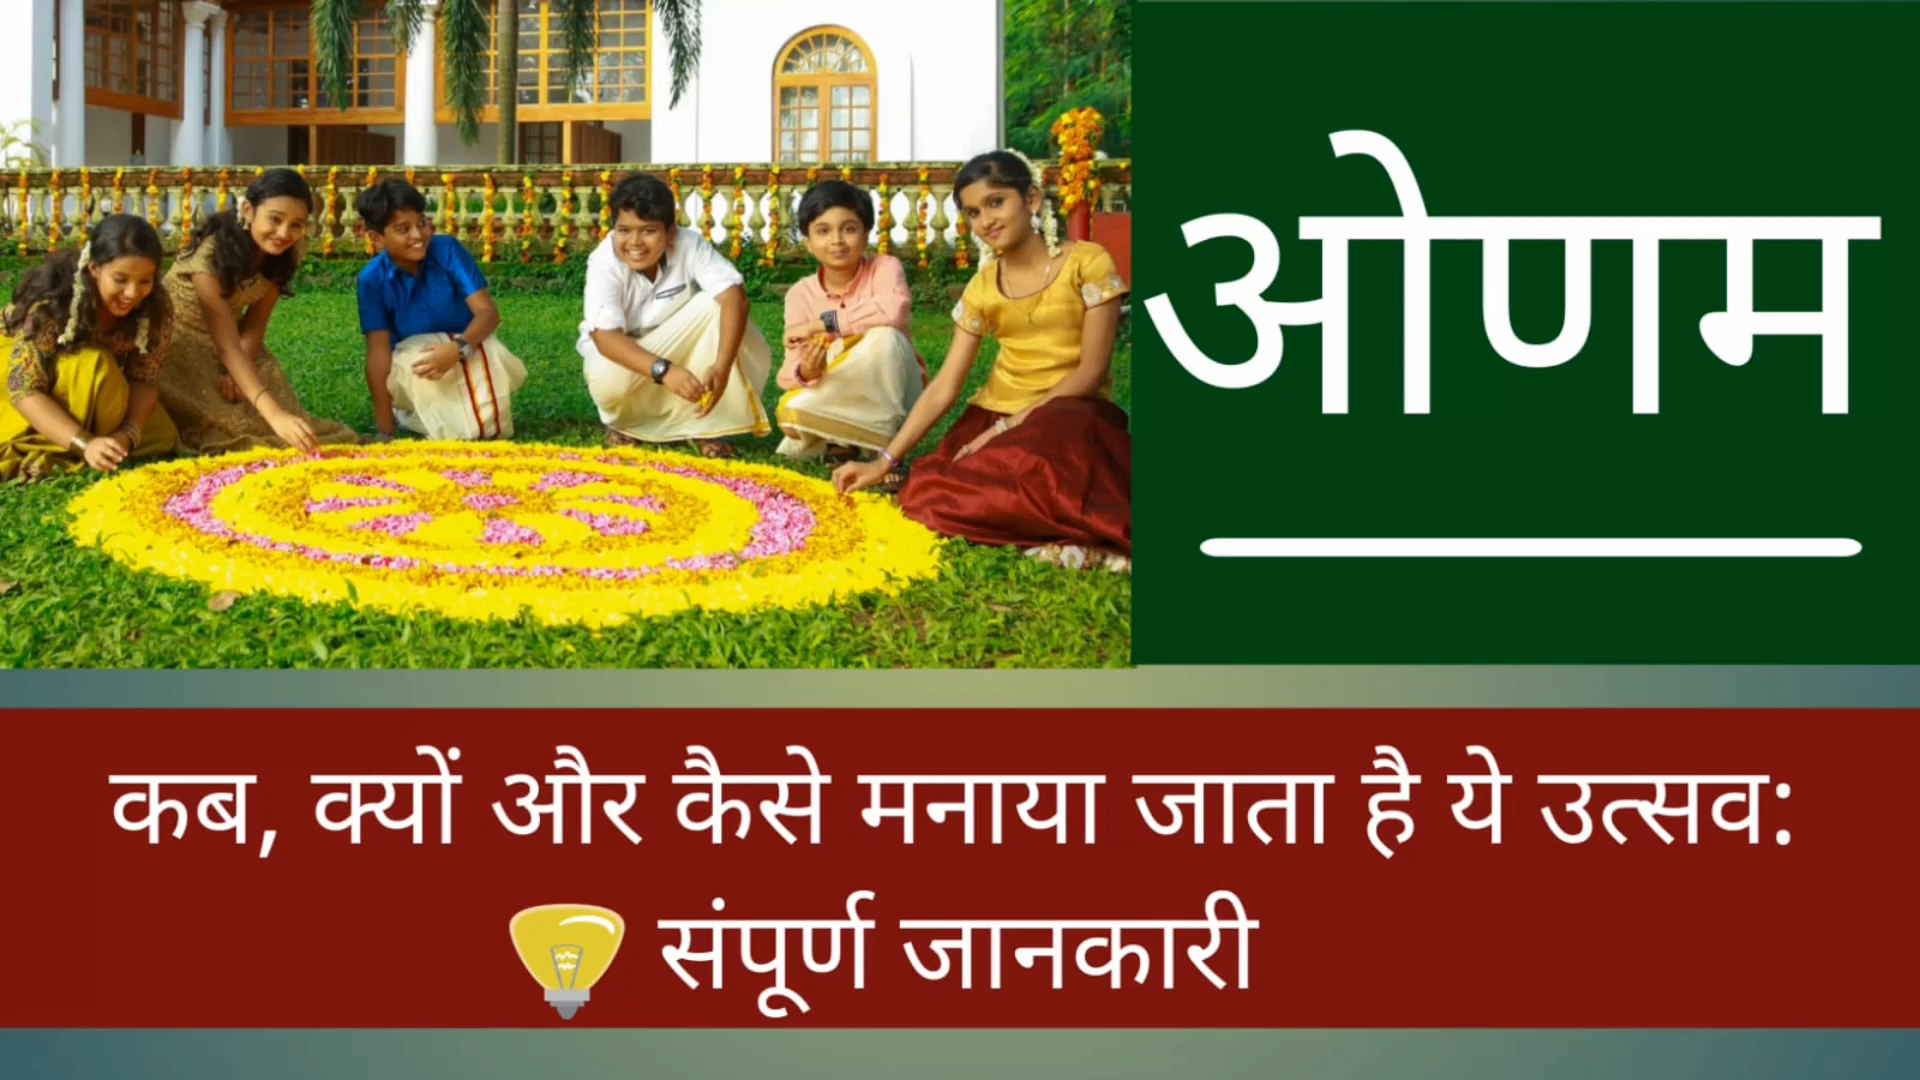 ओणम
कब, क्यों और कैसे मनाया जाता है ये उत्सव:
संपूर्ण जानकारी